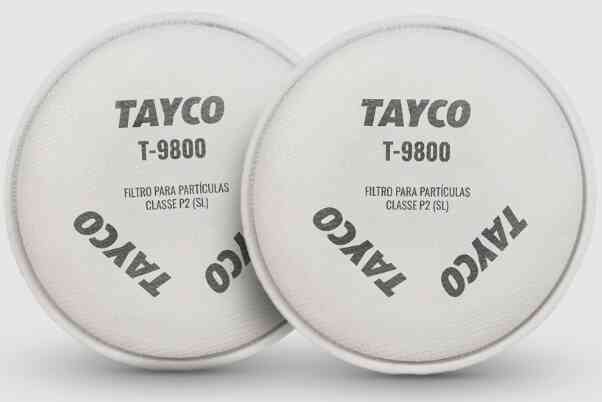 TAYCO
T-9800
FILTRO PARA PARTÍCULAS
CLASSE P2 (SL)
TAYCO
TAYCO
T-9800
FILTRO PARA PARTÍCULAS
CLASSE P2 (SL)
TAYCO
TAYCO